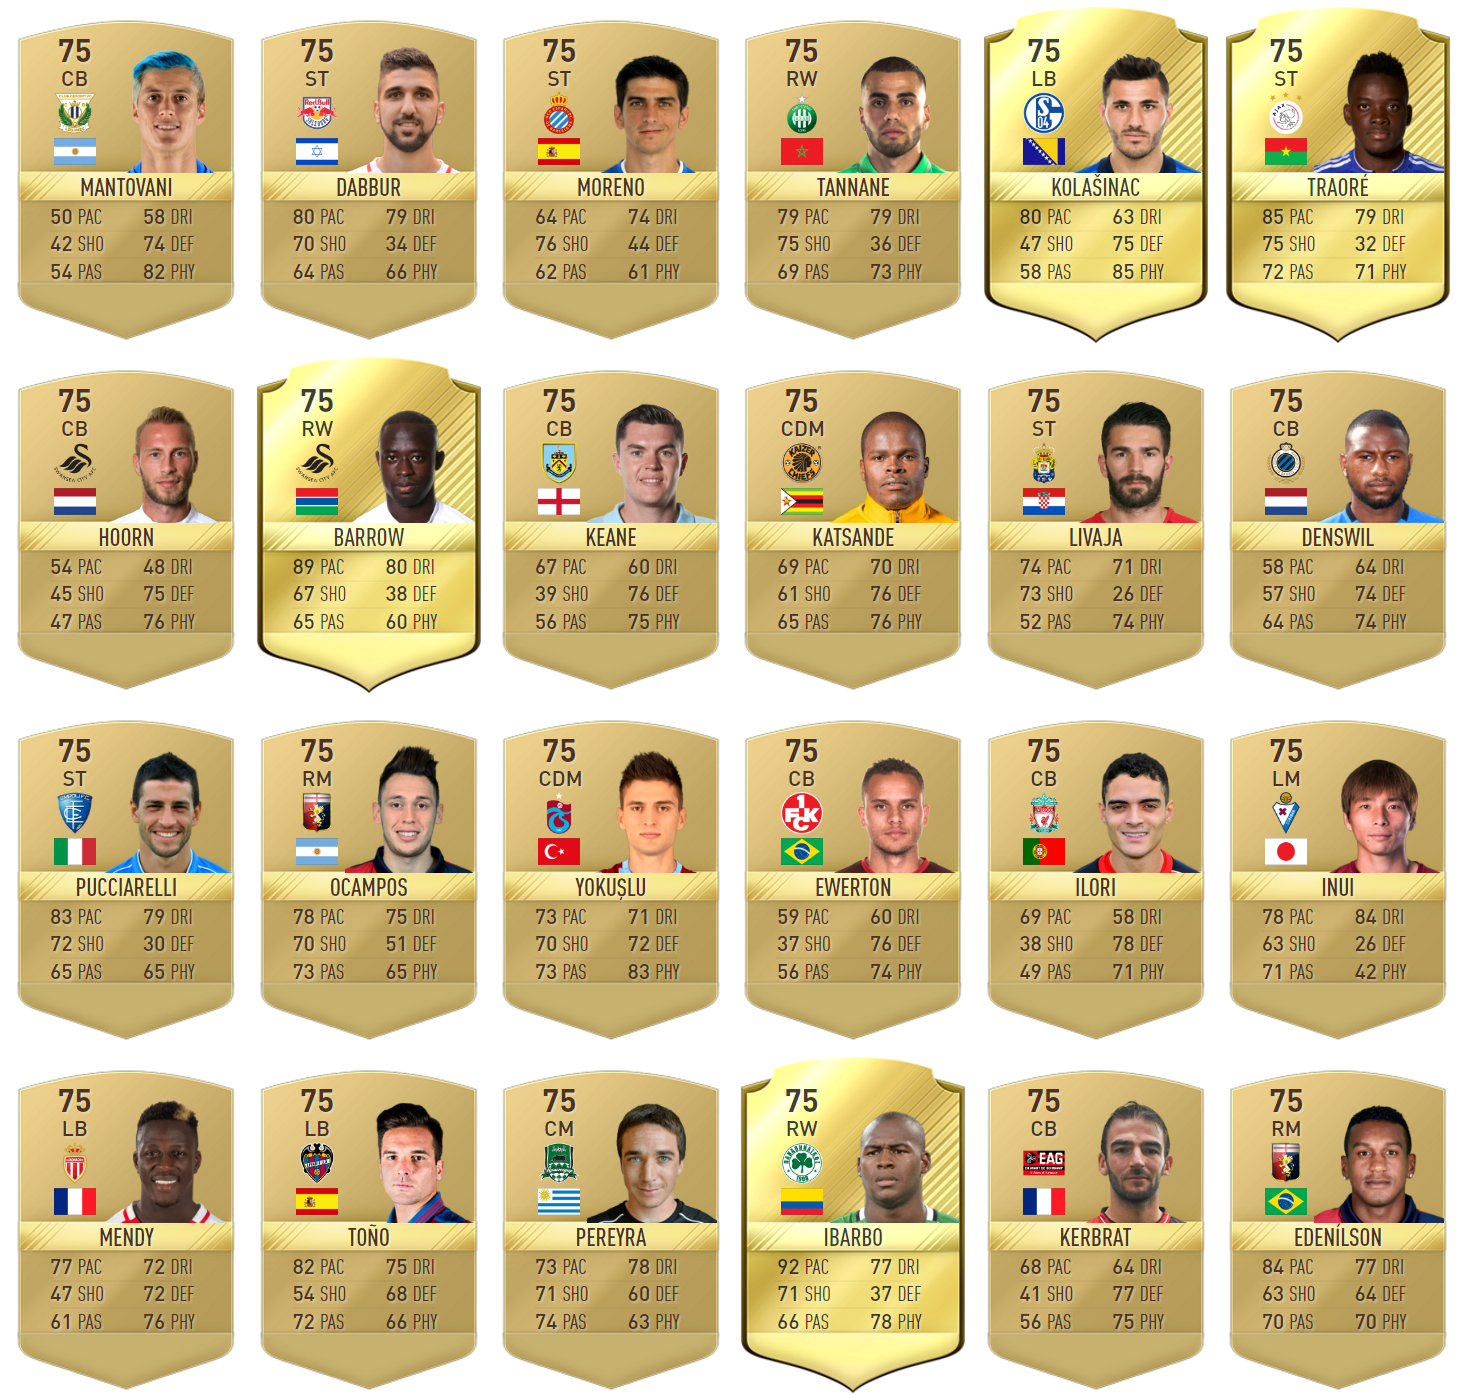 75
CB
MANTOVANI
50 PAC 58 DRI
42 SHO 74 DEF
54 PAS 82 PHY
75
ST
DABBUR
80 PAC 79 DRI
70 SHO 34 DEF
64 PAS 66 PHY
75
ST
MORENO
64 PAC 74 DRI
76 SHO 44 DEF
62 PAS 61 PHY
75
RW
TANNANE
79 PAC 79 DRI
75 SHO 36 DEF
69 PAS 73 PHY
75
LB
S04
KOLAŠINAC
80 PAC 63 DRI
47 SHO 75 DEF
58 PAS 85 PHY
75
ST
AJAX
TRAORÉ
85 PAC 79 DRI
75 SHO 32 DEF
72 PAS 71 PHY
75
CB
SWANSEA CITY AFC
HOORN
54 PAC 48 DRI
45 SHO 75 DEF
47 PAS 76 PHY
75
RW
SWANSEA CITY AFC
BARROW
89 PAC 80 DRI
67 SHO 38 DEF
65 PAS 60 PHY
75
CB
KEANE
67 PAC 60 DRI
39 SHO 76 DEF
56 PAS 75 PHY
75
CDM
KAIZER
CHIEFS
KATSANDE
69 PAC 70 DRI
61 SHO 76 DEF
65 PAS 76 PHY
75
ST
LIVAJA
74 PAC 71 DRI
73 SHO 26 DEF
52 PAS 74 PHY
75
CB
DENSWIL
58 PAC 64 DRI
57 SHO 74 DEF
64 PAS 74 PHY
75
ST
PUCCIARELLI
83 PAC 79 DRI
72 SHO 30 DEF
65 PAS 65 PHY
75
RM
OCAMPOS
78 PAC 75 DRI
70 SHO 51 DEF
73 PAS 65 PHY
75
CDM
YOKUŞLU
73 PAC 71 DRI
70 SHO 72 DEF
73 PAS 83 PHY
75
CB
1
FCK
EWERTON
59 PAC 60 DRI
37 SHO 76 DEF
56 PAS 74 PHY
75
CB
ILORI
69 PAC 58 DRI
38 SHO 78 DEF
49 PAS 71 PHY
75
LM
INUI
78 PAC 84 DRI
63 SHO 26 DEF
71 PAS 42 PHY
75
LB
MENDY
77 PAC 72 DRI
47 SHO 72 DEF
61 PAS 76 PHY
75
LB
TOÑO
82 PAC 75 DRI
54 SHO 68 DEF
72 PAS 66 PHY
75
CM
PEREYRA
73 PAC 78 DRI
71 SHO 60 DEF
74 PAS 63 PHY
75
RW
IBARBO
92 PAC 77 DRI
71 SHO 37 DEF
66 PAS 78 PHY
75
CB
EAG
KERBRAT
68 PAC 64 DRI
41 SHO 77 DEF
56 PAS 75 PHY
75
RM
EDENÍLSON
84 PAC 77 DRI
63 SHO 64 DEF
70 PAS 70 PHY